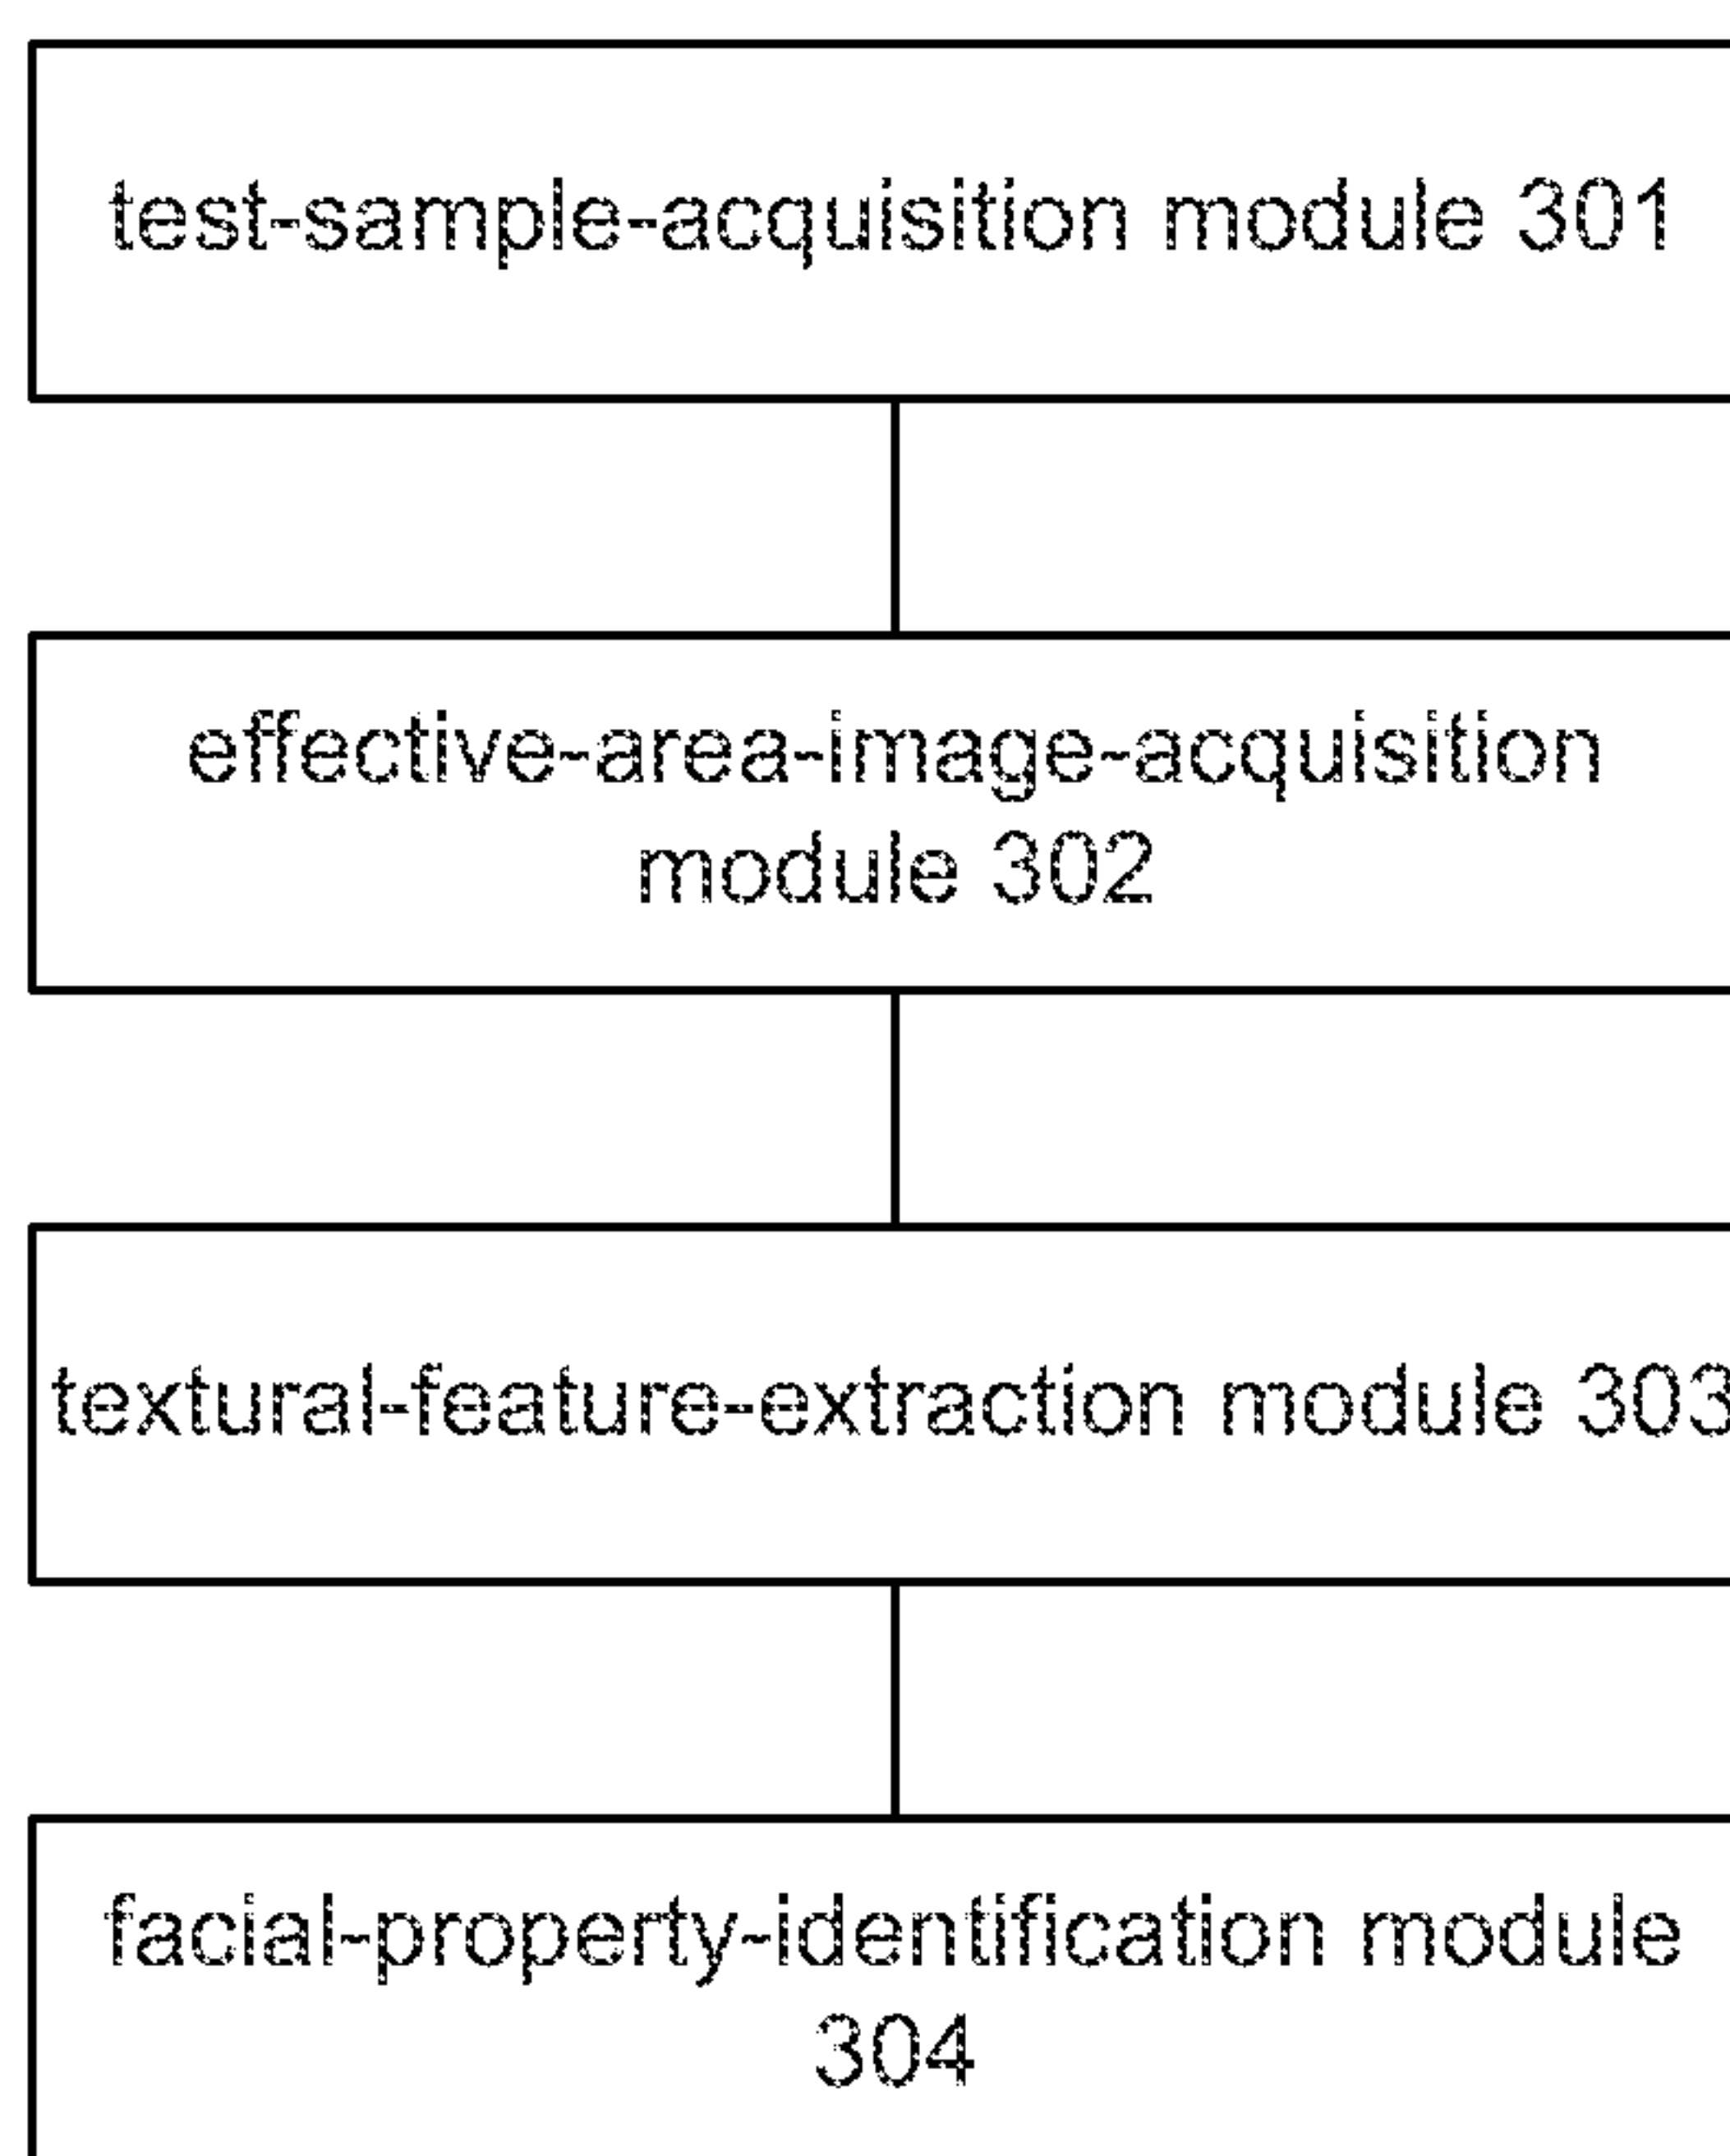 test-sample-acquisition module 301
effective-area-image-acquisition
module 302
textural-feature-extraction module 303
facial-property-identification module
304